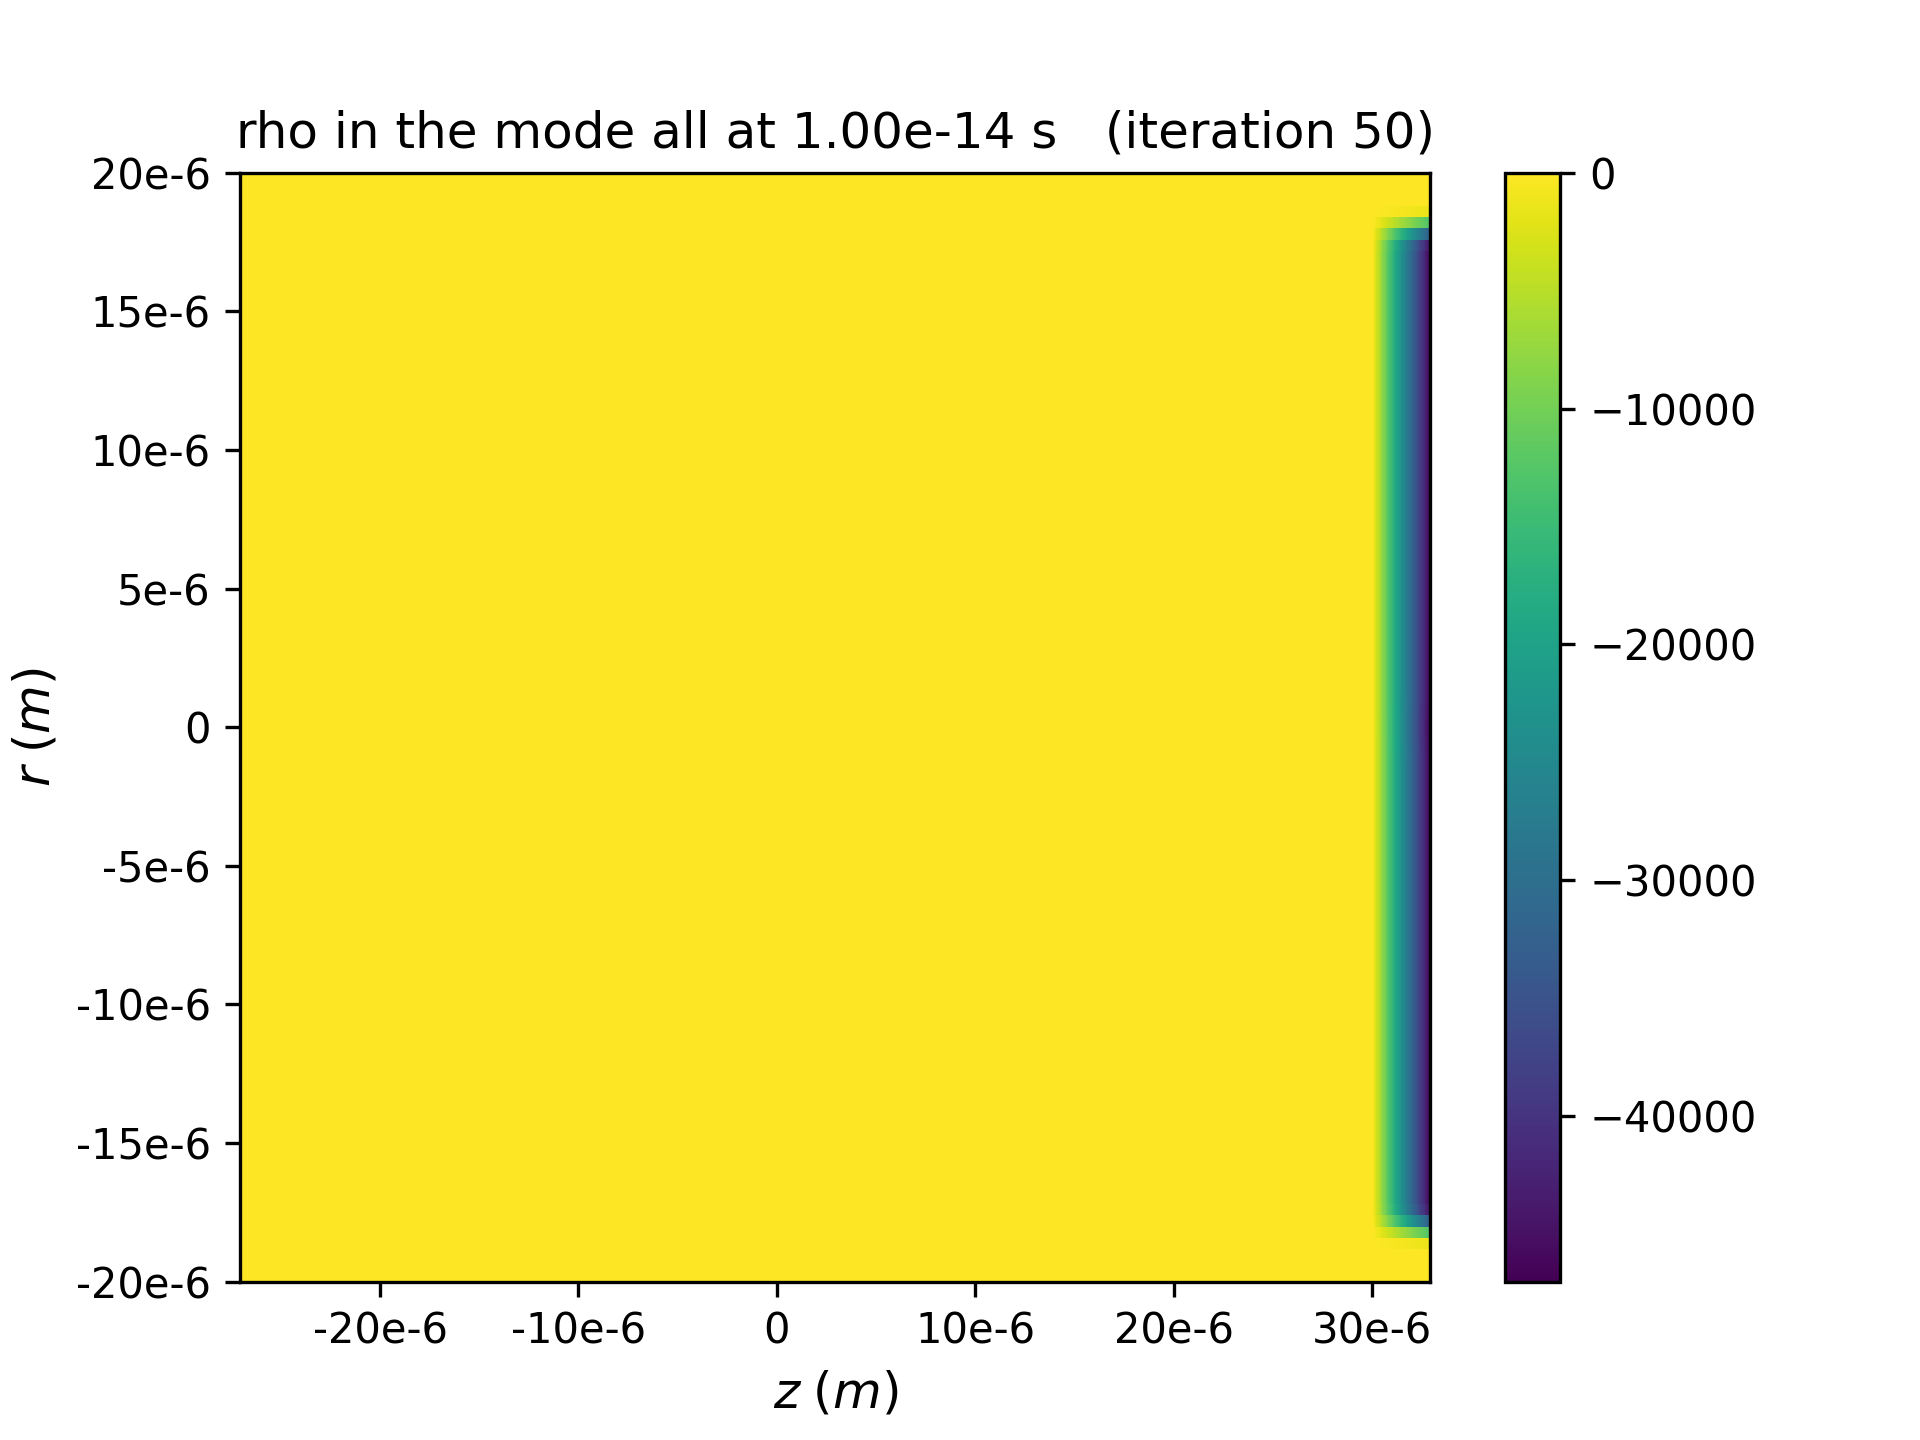 rho in the mode all at 1.00e-14 s   (iteration 50)
20e-6
15e-6
10e-6
5e-6
0
-5e-6
-10e-6
-15e-6
-20e-6
r (m)
-20e-6
-10e-6
0
10e-6
20e-6
30e-6
z (m)
0
−10000
−20000
−30000
−40000